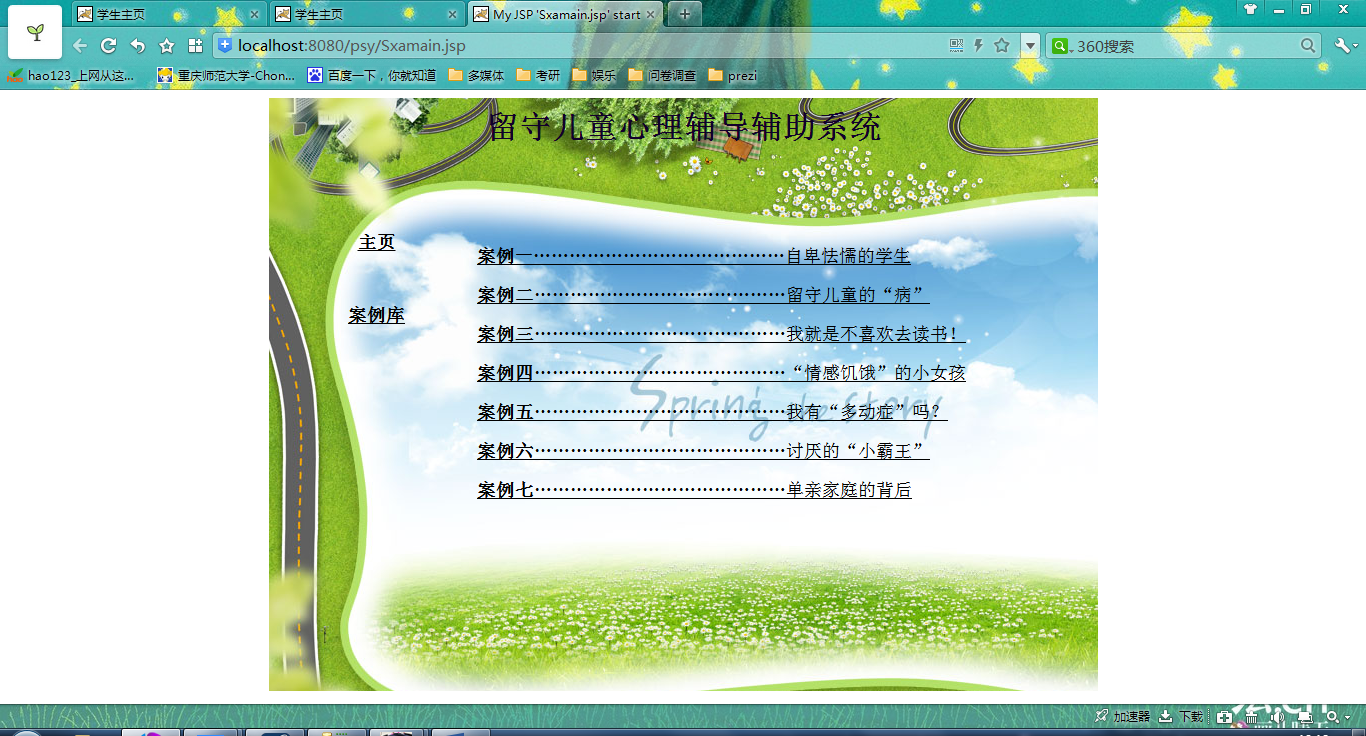 学生主页
学生主页
My JSP 'Sxamain.jsp' start
localhost:8080/psy/Sxamain.jsp
360搜索
hao123_上网从这...
重庆师范大学-Chon...
百度一下，你就知道
多媒体
考研
娱乐
问卷调查
prezi
留守儿童心理辅导辅助系统
主页
案例库
案例一………………………………………自卑怯懦的学生
案例二………………………………………留守儿童的“病”
案例三………………………………………我就是不喜欢去读书！
案例四………………………………………“情感饥饿”的小女孩
案例五………………………………………我有“多动症”吗？
案例六………………………………………讨厌的“小霸王”
案例七………………………………………单亲家庭的背后
Spring de story
加速器
下载